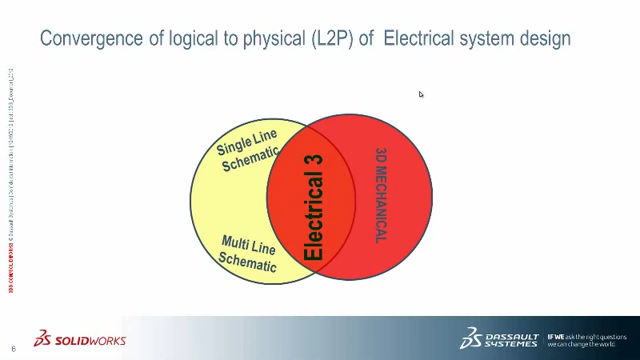 Convergence of logical to physical (L2P) of Electrical system design
Single Line
Schematic
Electrical 3
3D MECHANICAL
Multi Line
Schematic
6
SOLIDWORKS
DASSAULT
SYSTEMES
IF WE ask the right questions
we can change the world.